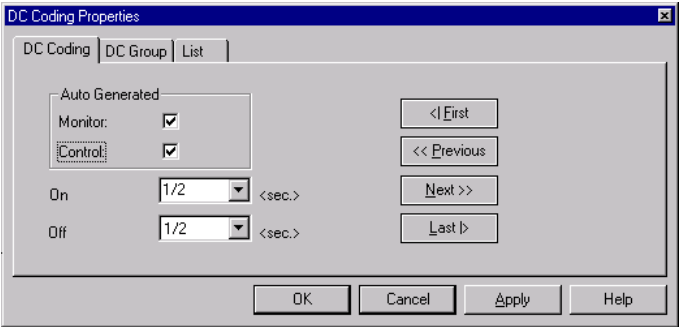 DC Coding Properties
DC Coding DC Group List
Auto Generated
Monitor:
Control:
On 1/2 <sec.>
Off 1/2 <sec.>
<| First
<< Previous
Next >>
Last |>
OK Cancel Apply Help